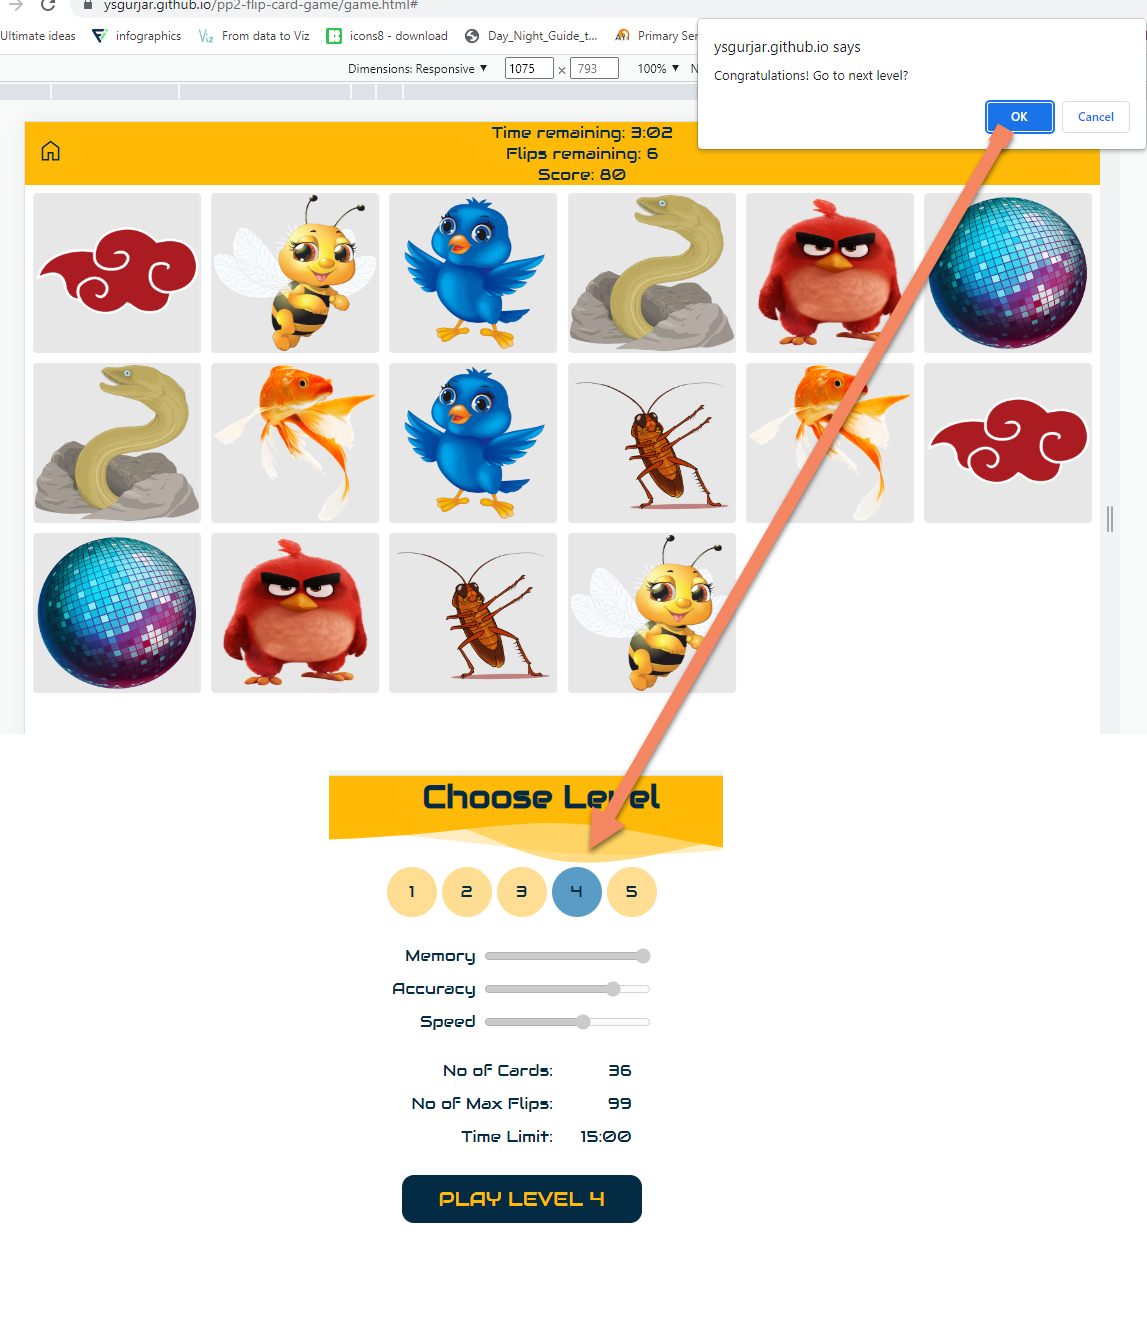 ysgurjar.github.io/pp2-flip-card-game/game.html#
Ultimate ideas infographics Viz From data to Viz icons8 - download Day_Night_Guide_t... Primary Ser
Dimensions: Responsive ▼ 1075 x 793 100% ▼ N
ysgurjar.github.io says
Congratulations! Go to next level?
OK Cancel
Time remaining: 3:02
Flips remaining: 6
Score: 80
Choose Level
1 2 3 4 5
Memory
Accuracy
Speed
No of Cards: 36
No of Max Flips: 99
Time Limit: 15:00
PLAY LEVEL 4